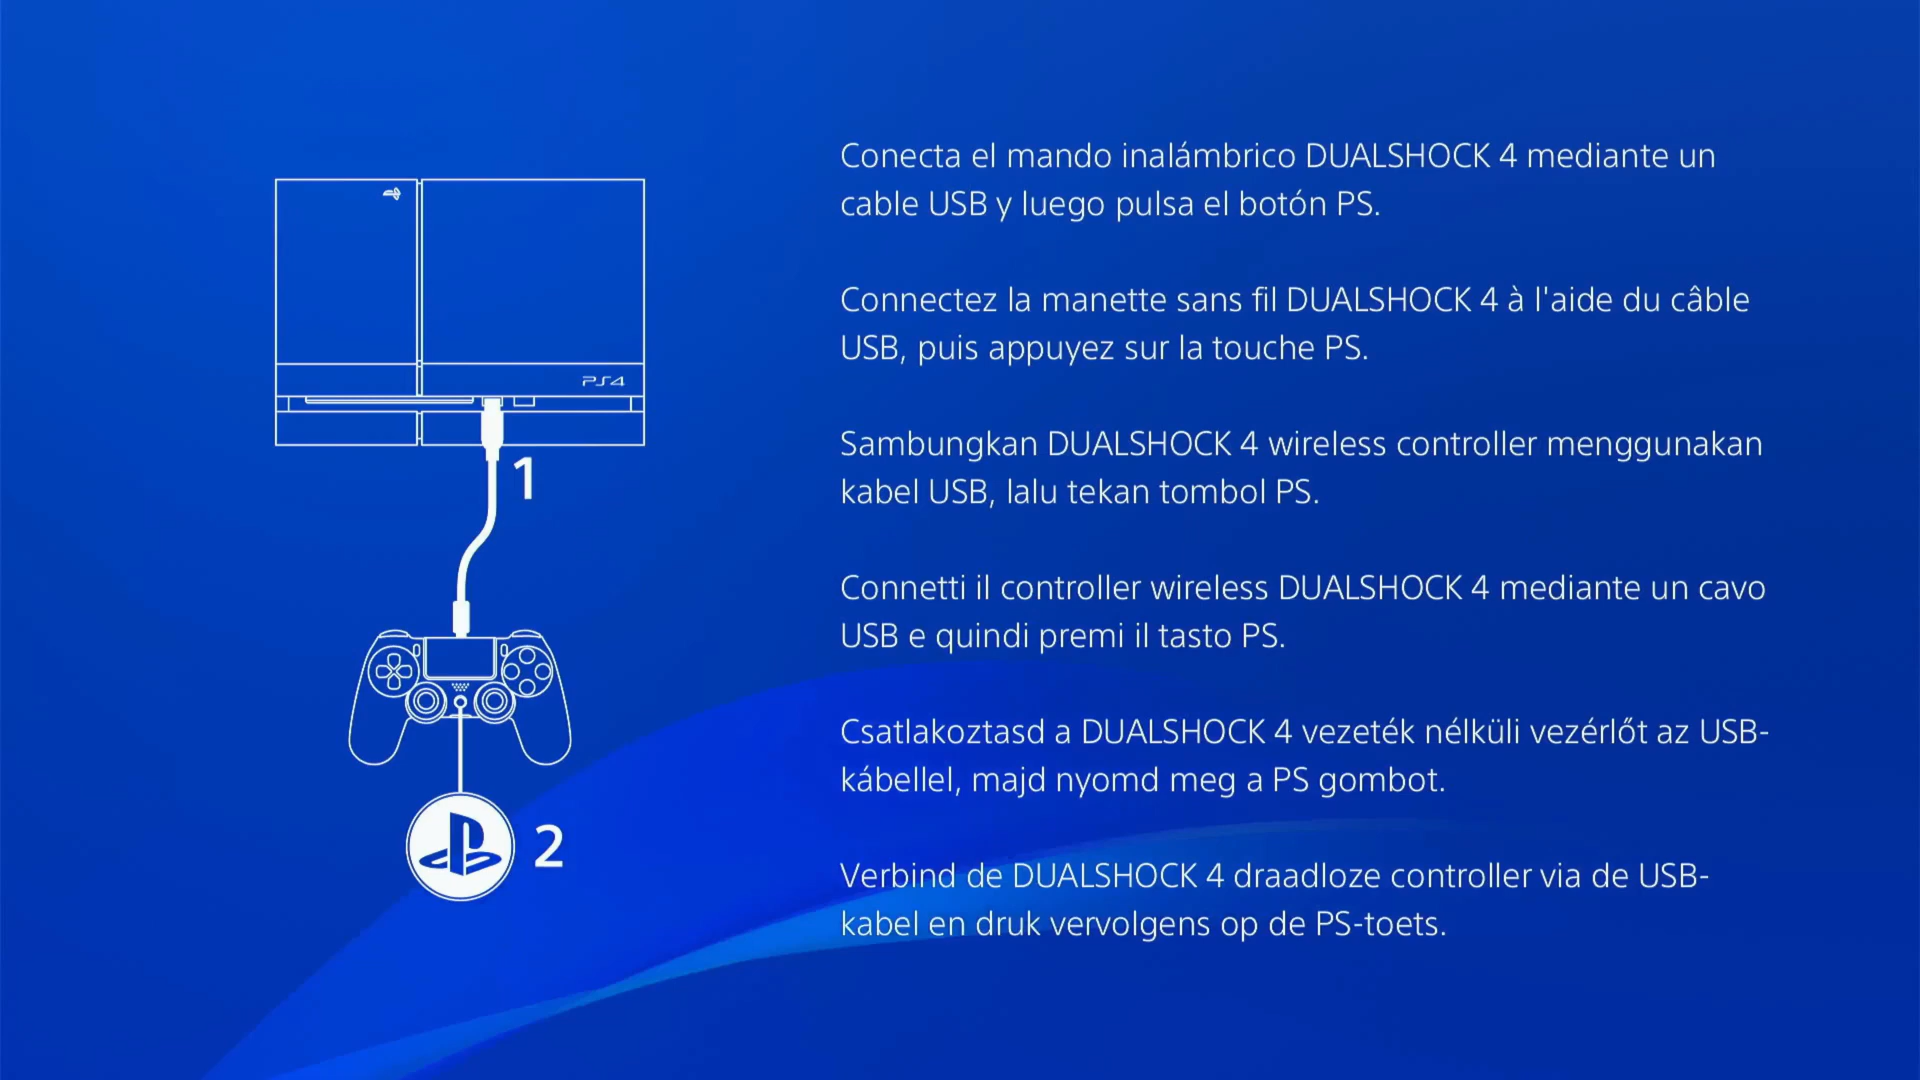 PS4
1
2
Conecta el mando inalámbrico DUALSHOCK 4 mediante un
cable USB y luego pulsa el botón PS.
Connectez la manette sans fil DUALSHOCK 4 à l'aide du câble
USB, puis appuyez sur la touche PS.
Sambungkan DUALSHOCK 4 wireless controller menggunakan
kabel USB, lalu tekan tombol PS.
Connetti il controller wireless DUALSHOCK 4 mediante un cavo
USB e quindi premi il tasto PS.
Csatlakoztasd a DUALSHOCK 4 vezeték nélküli vezérlőt az USB-
kábellel, majd nyomd meg a PS gombot.
Verbind de DUALSHOCK 4 draadloze controller via de USB-
kabel en druk vervolgens op de PS-toets.